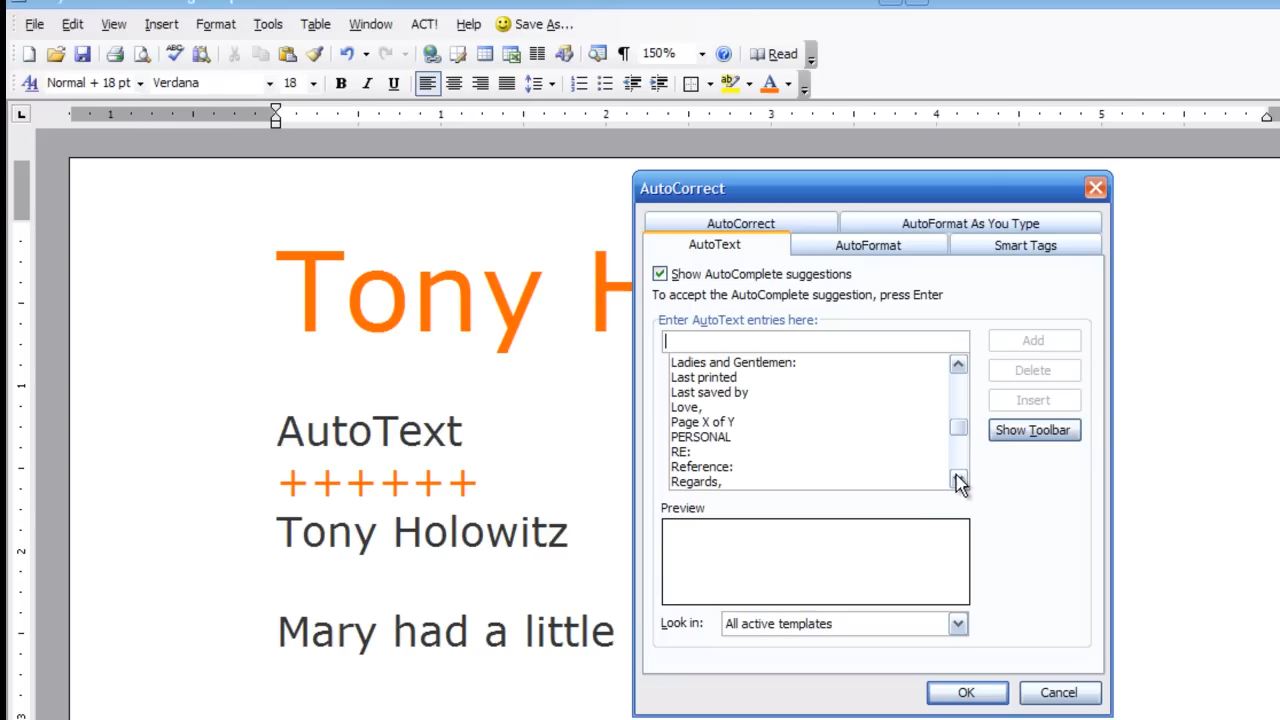 File Edit View Insert Format Tools Table Window ACT! Help Save As...
150% Read
Normal + 18 pt Verdana 18 B I U
L 1 1 2 3 4 5
AutoCorrect
AutoCorrect AutoFormat As You Type
AutoText AutoFormat Smart Tags
Show AutoComplete suggestions
To accept the AutoComplete suggestion, press Enter
Enter AutoText entries here:
Add
Ladies and Gentlemen:
Last printed
Delete
Last saved by
Insert
Love,
Page X of Y
Show Toolbar
PERSONAL
RE:
Reference:
Regards,
Preview
Look in: All active templates
OK Cancel
Tony H
AutoText
++++++
Tony Holowitz
Mary had a little
1
2
3